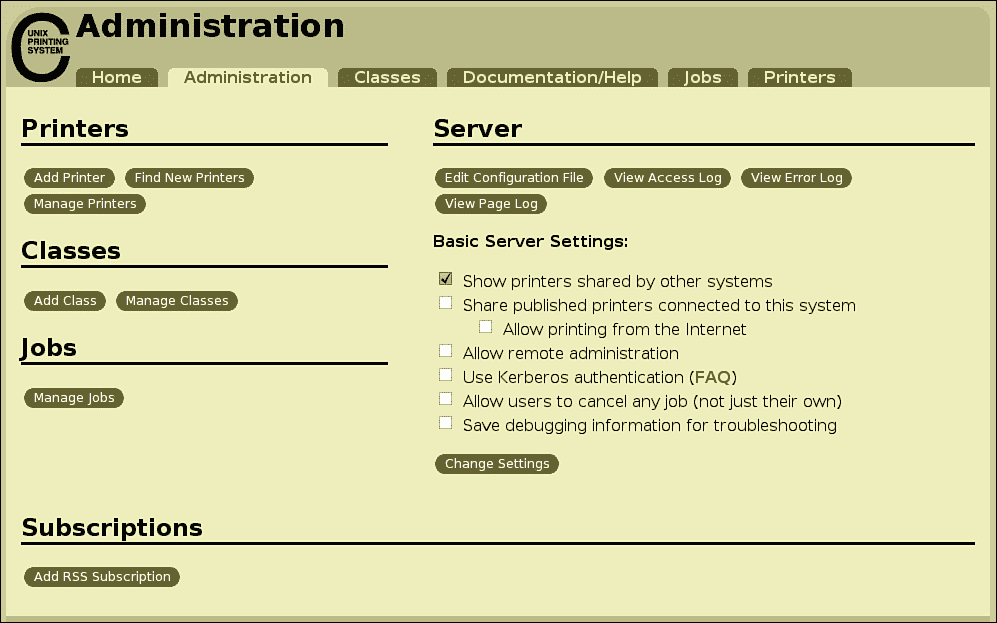 UNIX
PRINTING
SYSTEM
Administration
Home Administration Classes Documentation/Help Jobs Printers
Printers
Add Printer Find New Printers
Manage Printers
Classes
Add Class Manage Classes
Jobs
Manage Jobs
Server
Edit Configuration File View Access Log View Error Log
View Page Log
Basic Server Settings:
Show printers shared by other systems
Share published printers connected to this system
Allow printing from the Internet
Allow remote administration
Use Kerberos authentication (FAQ)
Allow users to cancel any job (not just their own)
Save debugging information for troubleshooting
Change Settings
Subscriptions
Add RSS Subscription